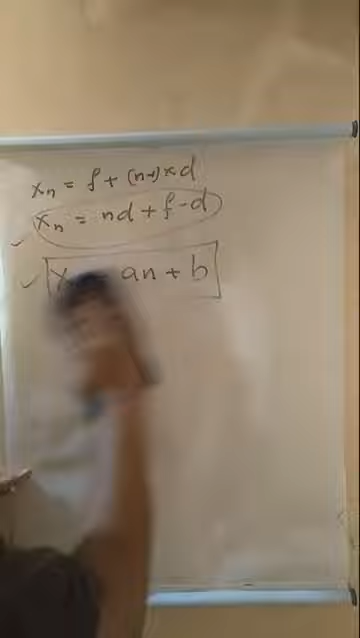 xₙ = f + (n-1)×d
xₙ = nd + f - d
x an + b